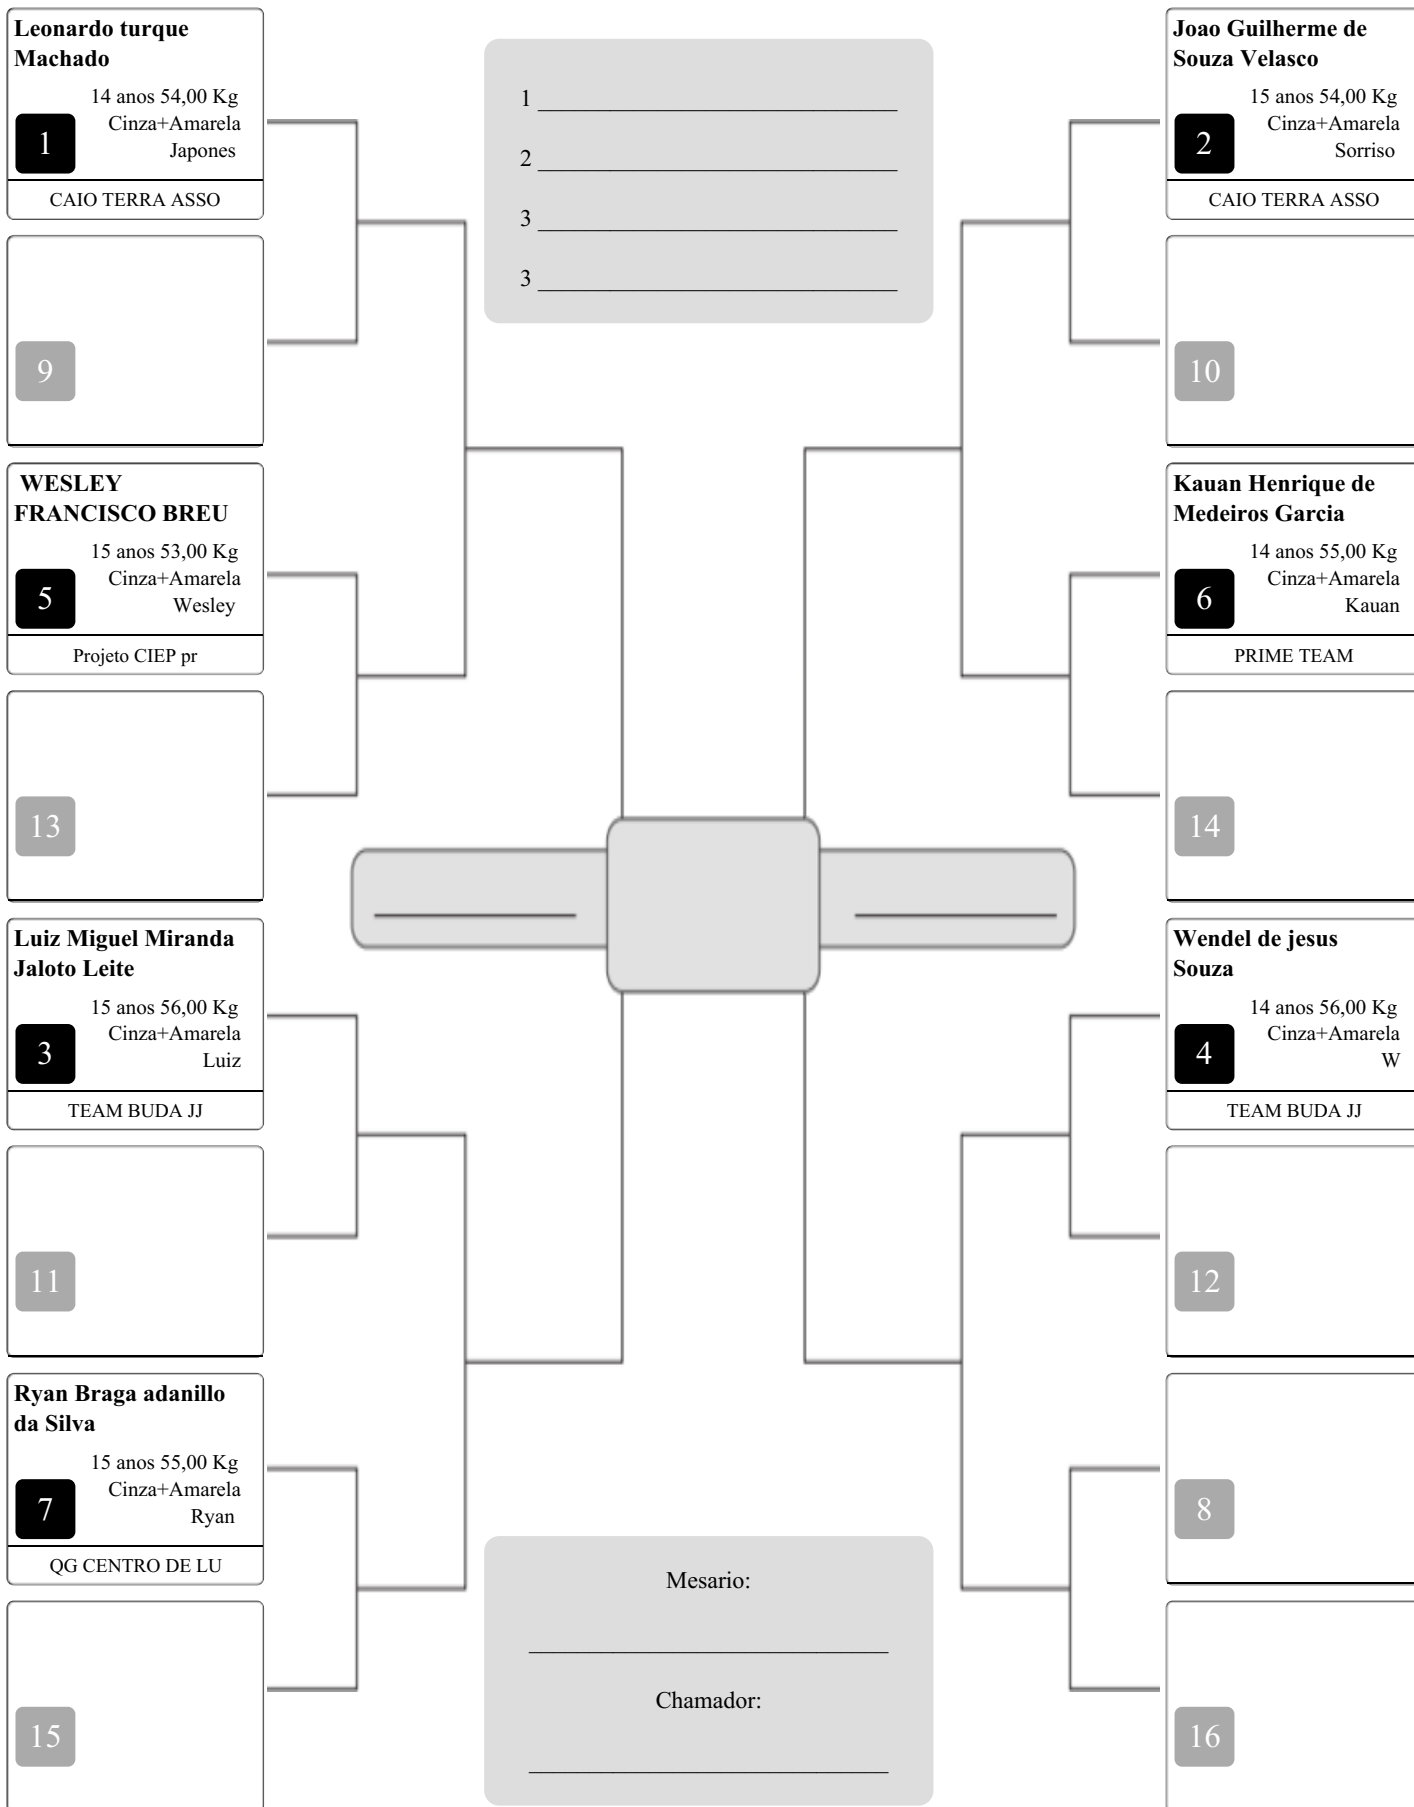 Leonardo turque
Machado
14 anos 54,00 Kg
Cinza+Amarela
1
Japones
CAIO TERRA ASSO
9
WESLEY
FRANCISCO BREU
15 anos 53,00 Kg
Cinza+Amarela
5
Wesley
Projeto CIEP pr
13
Luiz Miguel Miranda
Jaloto Leite
15 anos 56,00 Kg
Cinza+Amarela
3
Luiz
TEAM BUDA JJ
11
Ryan Braga adanillo
da Silva
15 anos 55,00 Kg
Cinza+Amarela
7
Ryan
QG CENTRO DE LU
15
1
2
3
3
Mesario:
Chamador:
Joao Guilherme de
Souza Velasco
15 anos 54,00 Kg
Cinza+Amarela
2
Sorriso
CAIO TERRA ASSO
10
Kauan Henrique de
Medeiros Garcia
14 anos 55,00 Kg
Cinza+Amarela
6
Kauan
PRIME TEAM
14
Wendel de jesus
Souza
14 anos 56,00 Kg
Cinza+Amarela
4
W
TEAM BUDA JJ
12
8
16